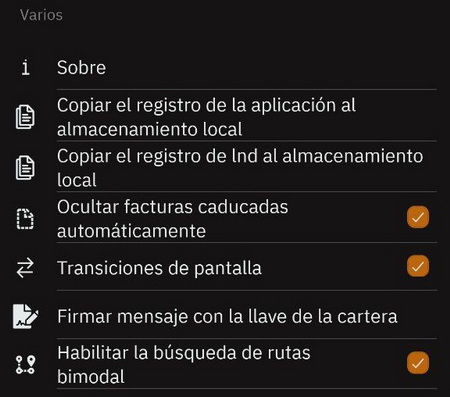 Varios
Sobre
Copiar el registro de la aplicación al
almacenamiento local
Copiar el registro de lnd al almacenamiento
local
Ocultar facturas caducadas
automáticamente
Transiciones de pantalla
Firmar mensaje con la llave de la cartera
Habilitar la búsqueda de rutas
bimodal